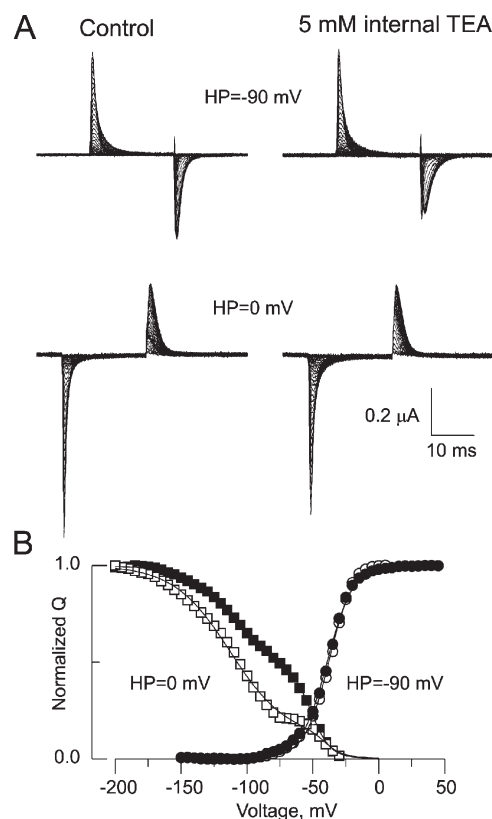 A
Control
5 mM internal TEA
HP=-90 mV
HP=0 mV
0.2 µA
10 ms
B
1.0
Normalized Q
HP=0 mV
HP=-90 mV
0.0
-200 -150 -100 -50 0 50
Voltage, mV